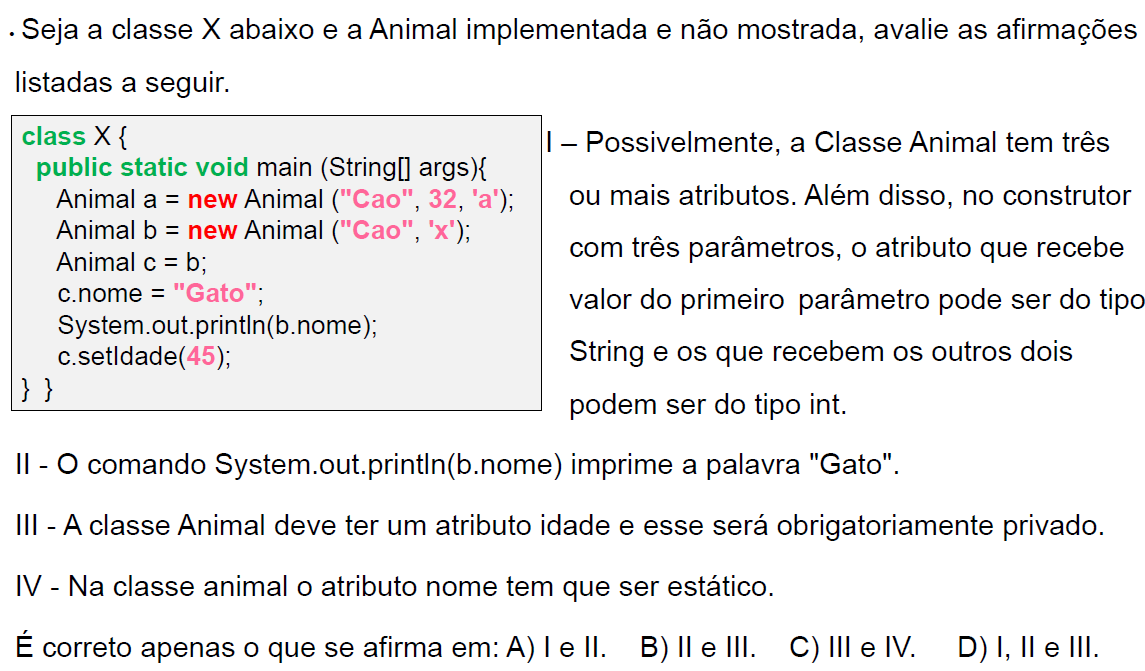 • Seja a classe X abaixo e a Animal implementada e não mostrada, avalie as afirmações
listadas a seguir.
class X {
public static void main (String[] args){
Animal a = new Animal ("Cao", 32, 'a');
Animal b = new Animal ("Cao", 'x');
Animal c = b;
c.nome = "Gato";
System.out.println(b.nome);
c.setIdade(45);
} }
I – Possivelmente, a Classe Animal tem três
ou mais atributos. Além disso, no construtor
com três parâmetros, o atributo que recebe
valor do primeiro parâmetro pode ser do tipo
String e os que recebem os outros dois
podem ser do tipo int.
II - O comando System.out.println(b.nome) imprime a palavra "Gato".
III - A classe Animal deve ter um atributo idade e esse será obrigatoriamente privado.
IV - Na classe animal o atributo nome tem que ser estático.
É correto apenas o que se afirma em: A) I e II. B) II e III. C) III e IV. D) I, II e III.